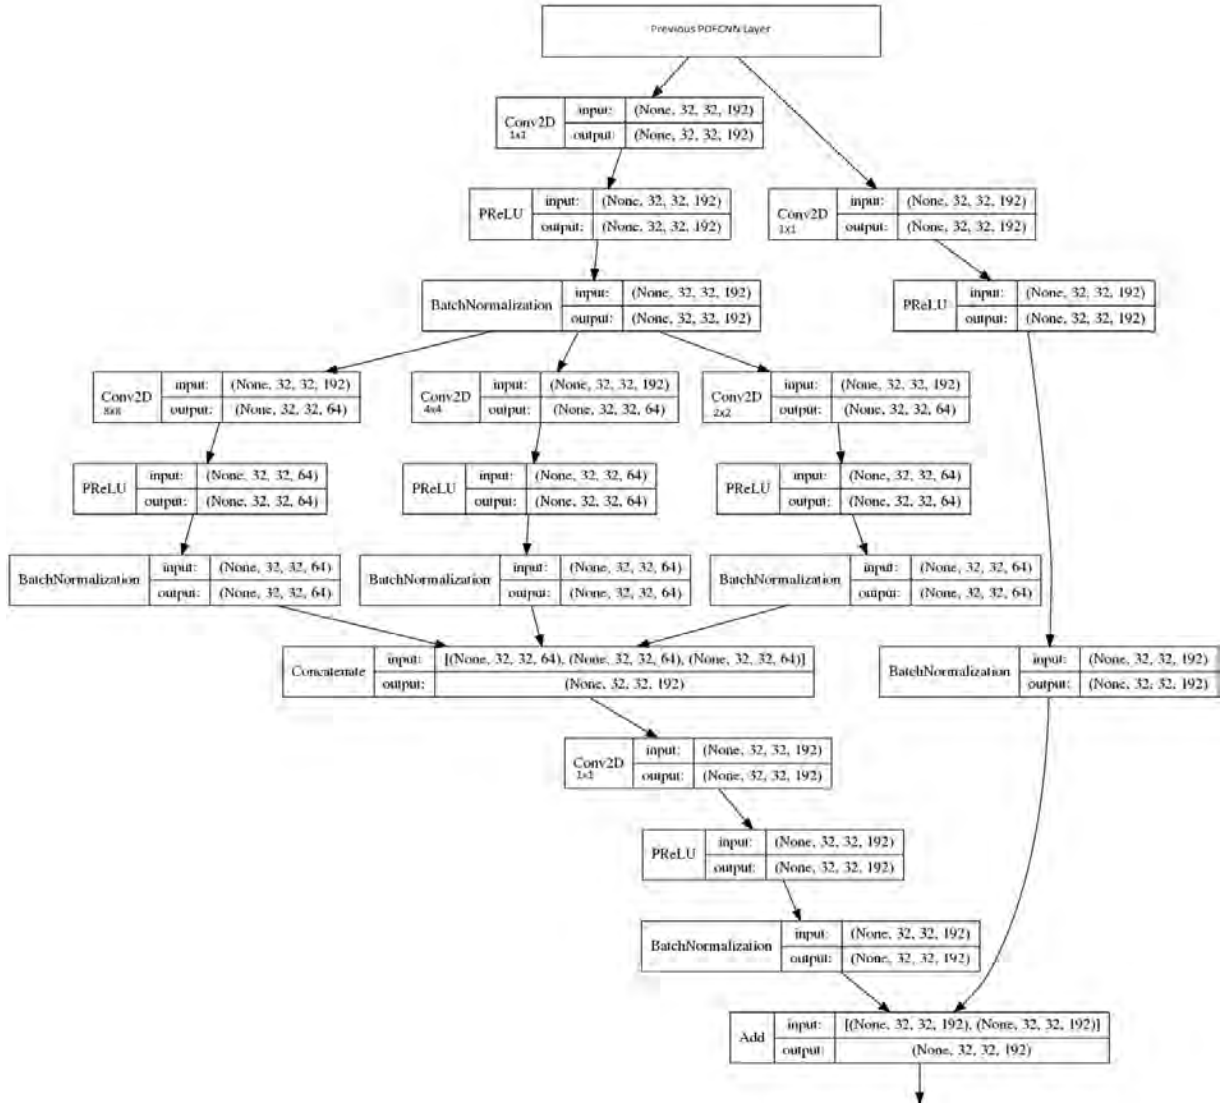 Previous PDFCNN Layer
Conv2D 1x1 input: (None, 32, 32, 192)
output: (None, 32, 32, 192)
PReLU input: (None, 32, 32, 192)
output: (None, 32, 32, 192)
Conv2D 1x1 input: (None, 32, 32, 192)
output: (None, 32, 32, 192)
BatchNormalization input: (None, 32, 32, 192)
output: (None, 32, 32, 192)
PReLU input: (None, 32, 32, 192)
output: (None, 32, 32, 192)
Conv2D 8x8 input: (None, 32, 32, 192)
output: (None, 32, 32, 64)
Conv2D 4x4 input: (None, 32, 32, 192)
output: (None, 32, 32, 64)
Conv2D 2x2 input: (None, 32, 32, 192)
output: (None, 32, 32, 64)
PReLU input: (None, 32, 32, 64)
output: (None, 32, 32, 64)
PReLU input: (None, 32, 32, 64)
output: (None, 32, 32, 64)
PReLU input: (None, 32, 32, 64)
output: (None, 32, 32, 64)
BatchNormalization input: (None, 32, 32, 64)
output: (None, 32, 32, 64)
BatchNormalization input: (None, 32, 32, 64)
output: (None, 32, 32, 64)
BatchNormalization input: (None, 32, 32, 64)
output: (None, 32, 32, 64)
Concatenate input: [(None, 32, 32, 64), (None, 32, 32, 64), (None, 32, 32, 64)]
output: (None, 32, 32, 192)
BatchNormalization input: (None, 32, 32, 192)
output: (None, 32, 32, 192)
Conv2D 1x1 input: (None, 32, 32, 192)
output: (None, 32, 32, 192)
PReLU input: (None, 32, 32, 192)
output: (None, 32, 32, 192)
BatchNormalization input: (None, 32, 32, 192)
output: (None, 32, 32, 192)
Add input: [(None, 32, 32, 192), (None, 32, 32, 192)]
output: (None, 32, 32, 192)